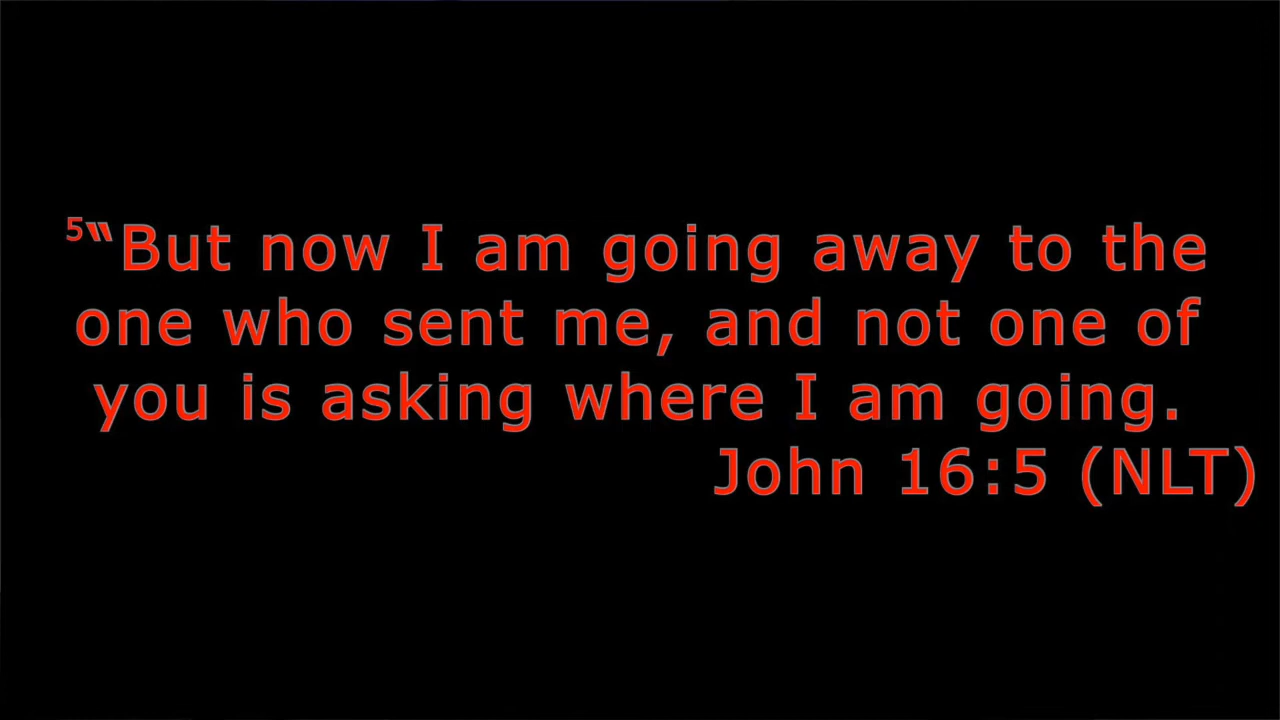 ⁵“But now I am going away to the
one who sent me, and not one of
you is asking where I am going.
John 16:5 (NLT)